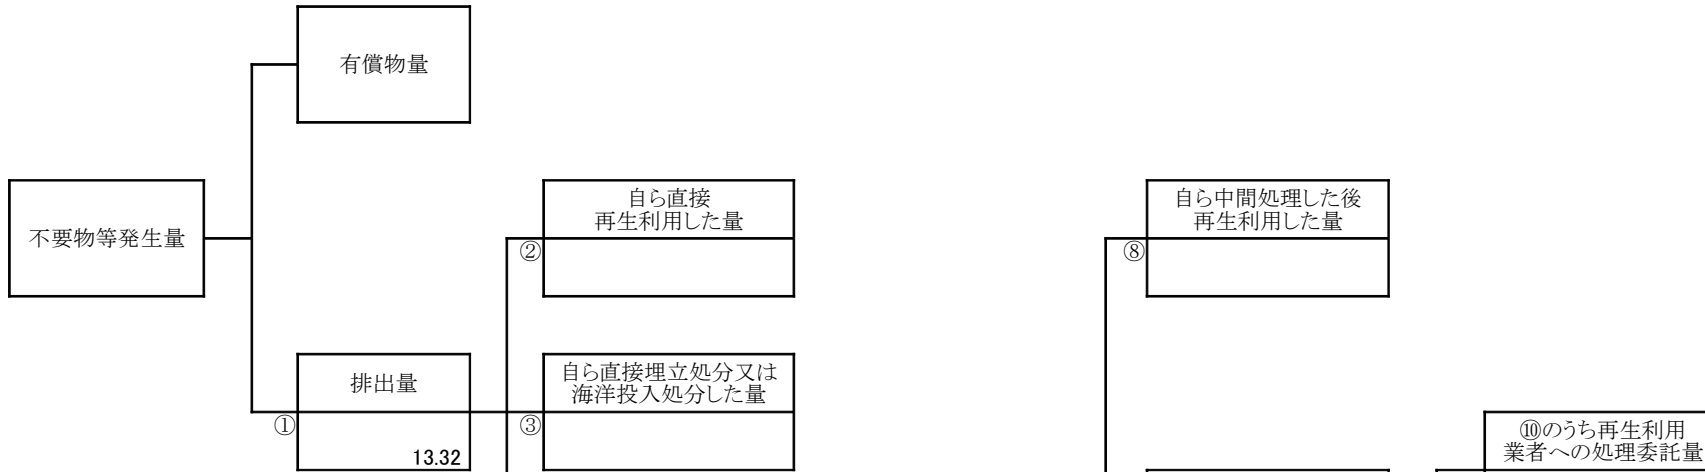 有償物量
不要物等発生量
自ら直接
再生利用した量
②
自ら中間処理した後
再生利用した量
⑧
排出量
①
13.32
自ら直接埋立処分又は
海洋投入処分した量
③
⑩のうち再生利用
業者への処理委託量